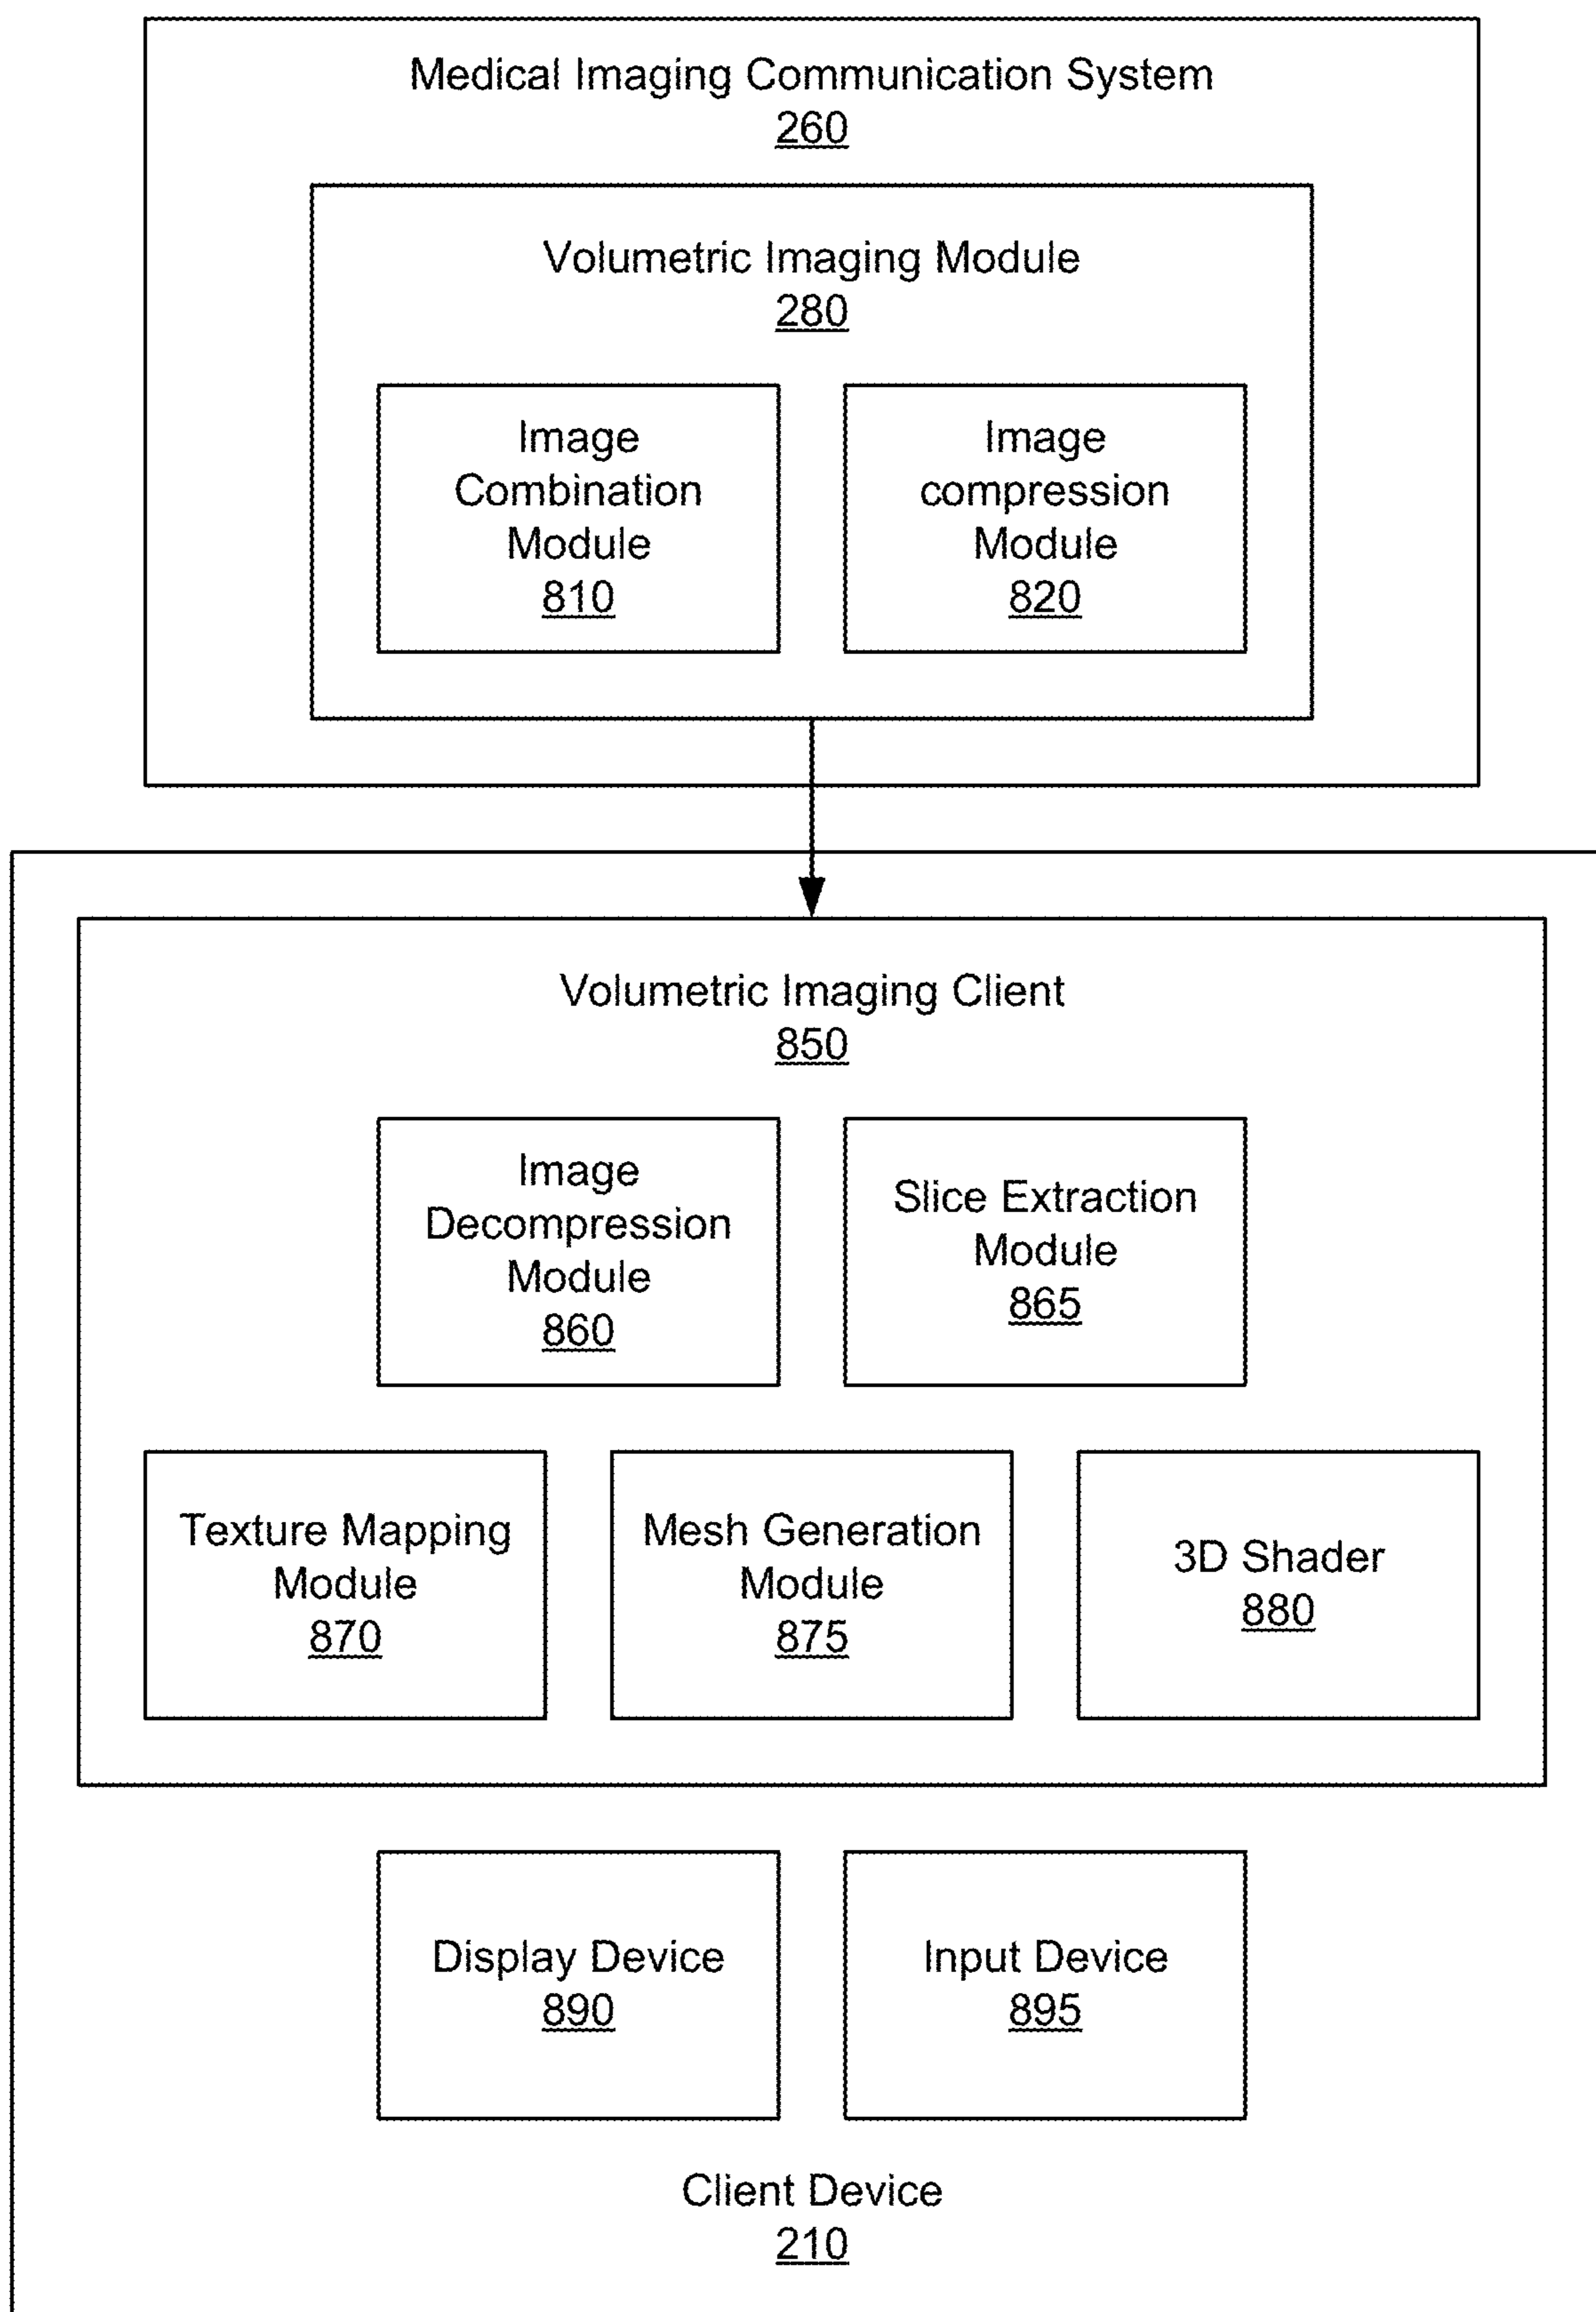 Medical Imaging Communication System
260
Volumetric Imaging Module
280
Image
Combination
Module
810
Image
compression
Module
820
Volumetric Imaging Client
850
Image
Decompression
Module
860
Slice Extraction
Module
865
Texture Mapping
Module
870
Mesh Generation
Module
875
3D Shader
880
Display Device
890
Input Device
895
Client Device
210